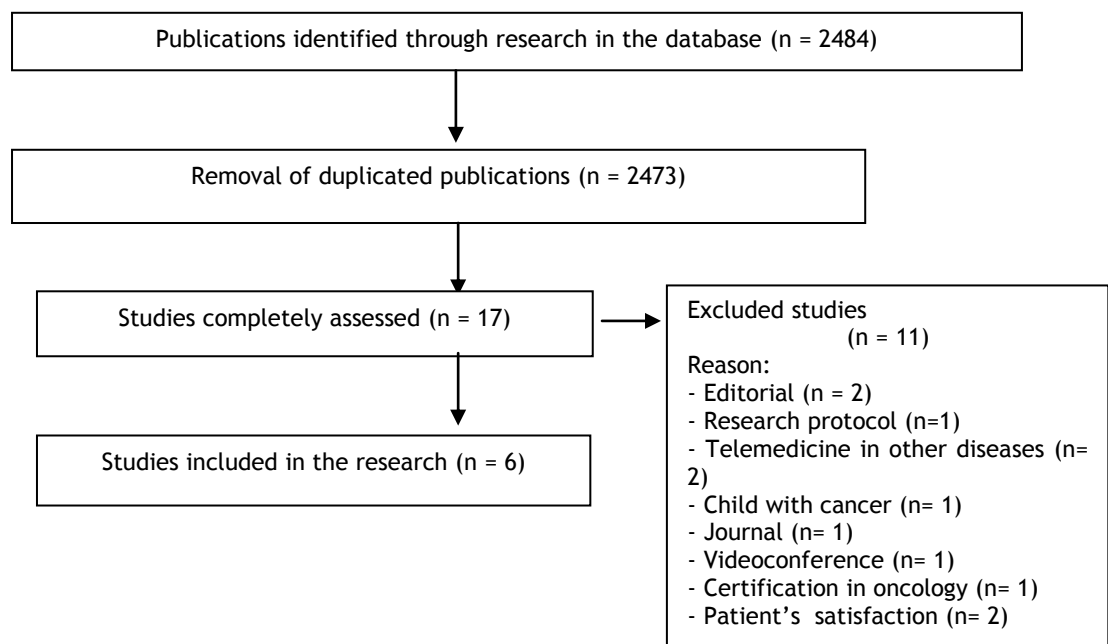 Publications identified through research in the database (n = 2484)
Removal of duplicated publications (n = 2473)
Studies completely assessed (n = 17)
Studies included in the research (n = 6)
Excluded studies
(n = 11)
Reason:
- Editorial (n = 2)
- Research protocol (n=1)
- Telemedicine in other diseases (n=
2)
- Child with cancer (n= 1)
- Journal (n= 1)
- Videoconference (n= 1)
- Certification in oncology (n= 1)
- Patient’s satisfaction (n= 2)